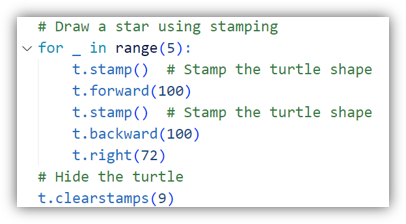 # Draw a star using stamping
for _ in range(5):
    t.stamp()  # Stamp the turtle shape
    t.forward(100)
    t.stamp()  # Stamp the turtle shape
    t.backward(100)
    t.right(72)
# Hide the turtle
t.clearstamps(9)